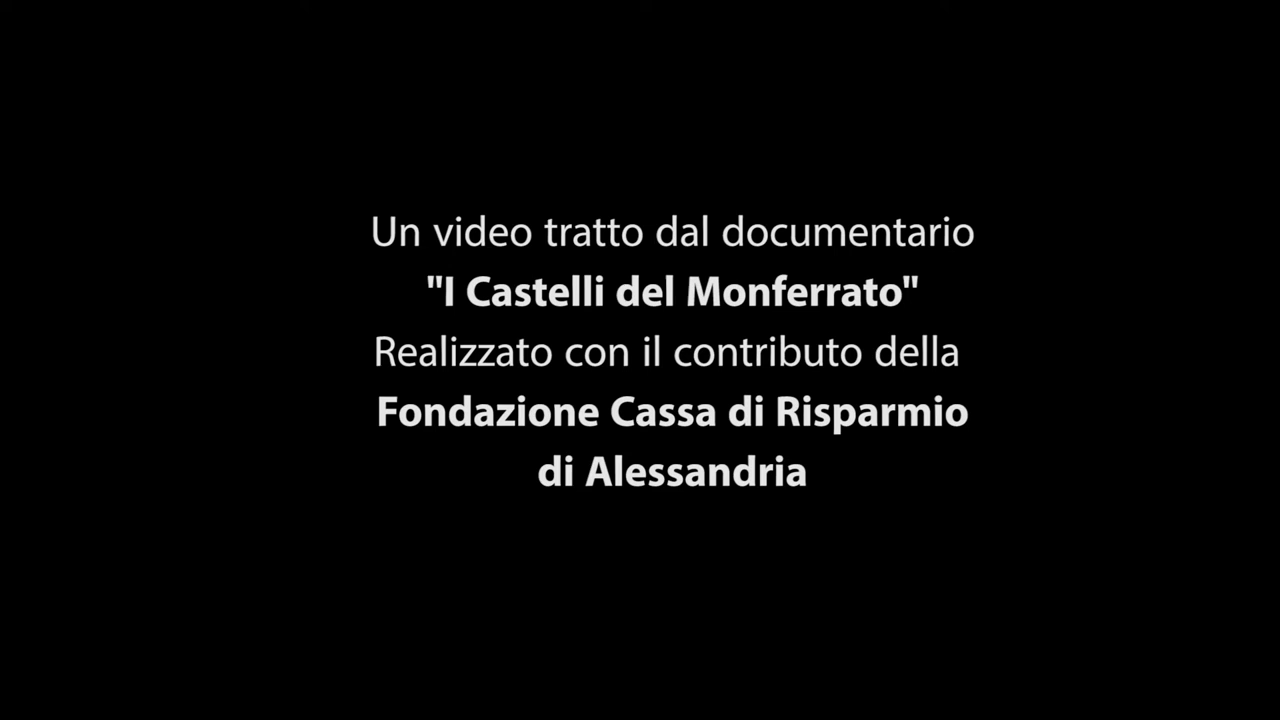 Un video tratto dal documentario
"I Castelli del Monferrato"
Realizzato con il contributo della
Fondazione Cassa di Risparmio
di Alessandria